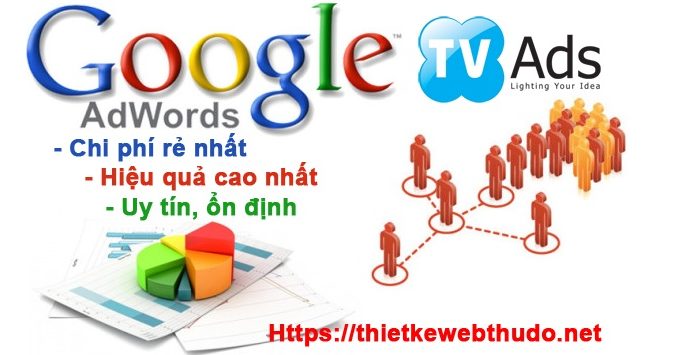 Google
AdWords
TV Ads
Lighting Your Idea
- Chi phí rẻ nhất
- Hiệu quả cao nhất
- Uy tín, ổn định
Https://thietkewebthudo.net